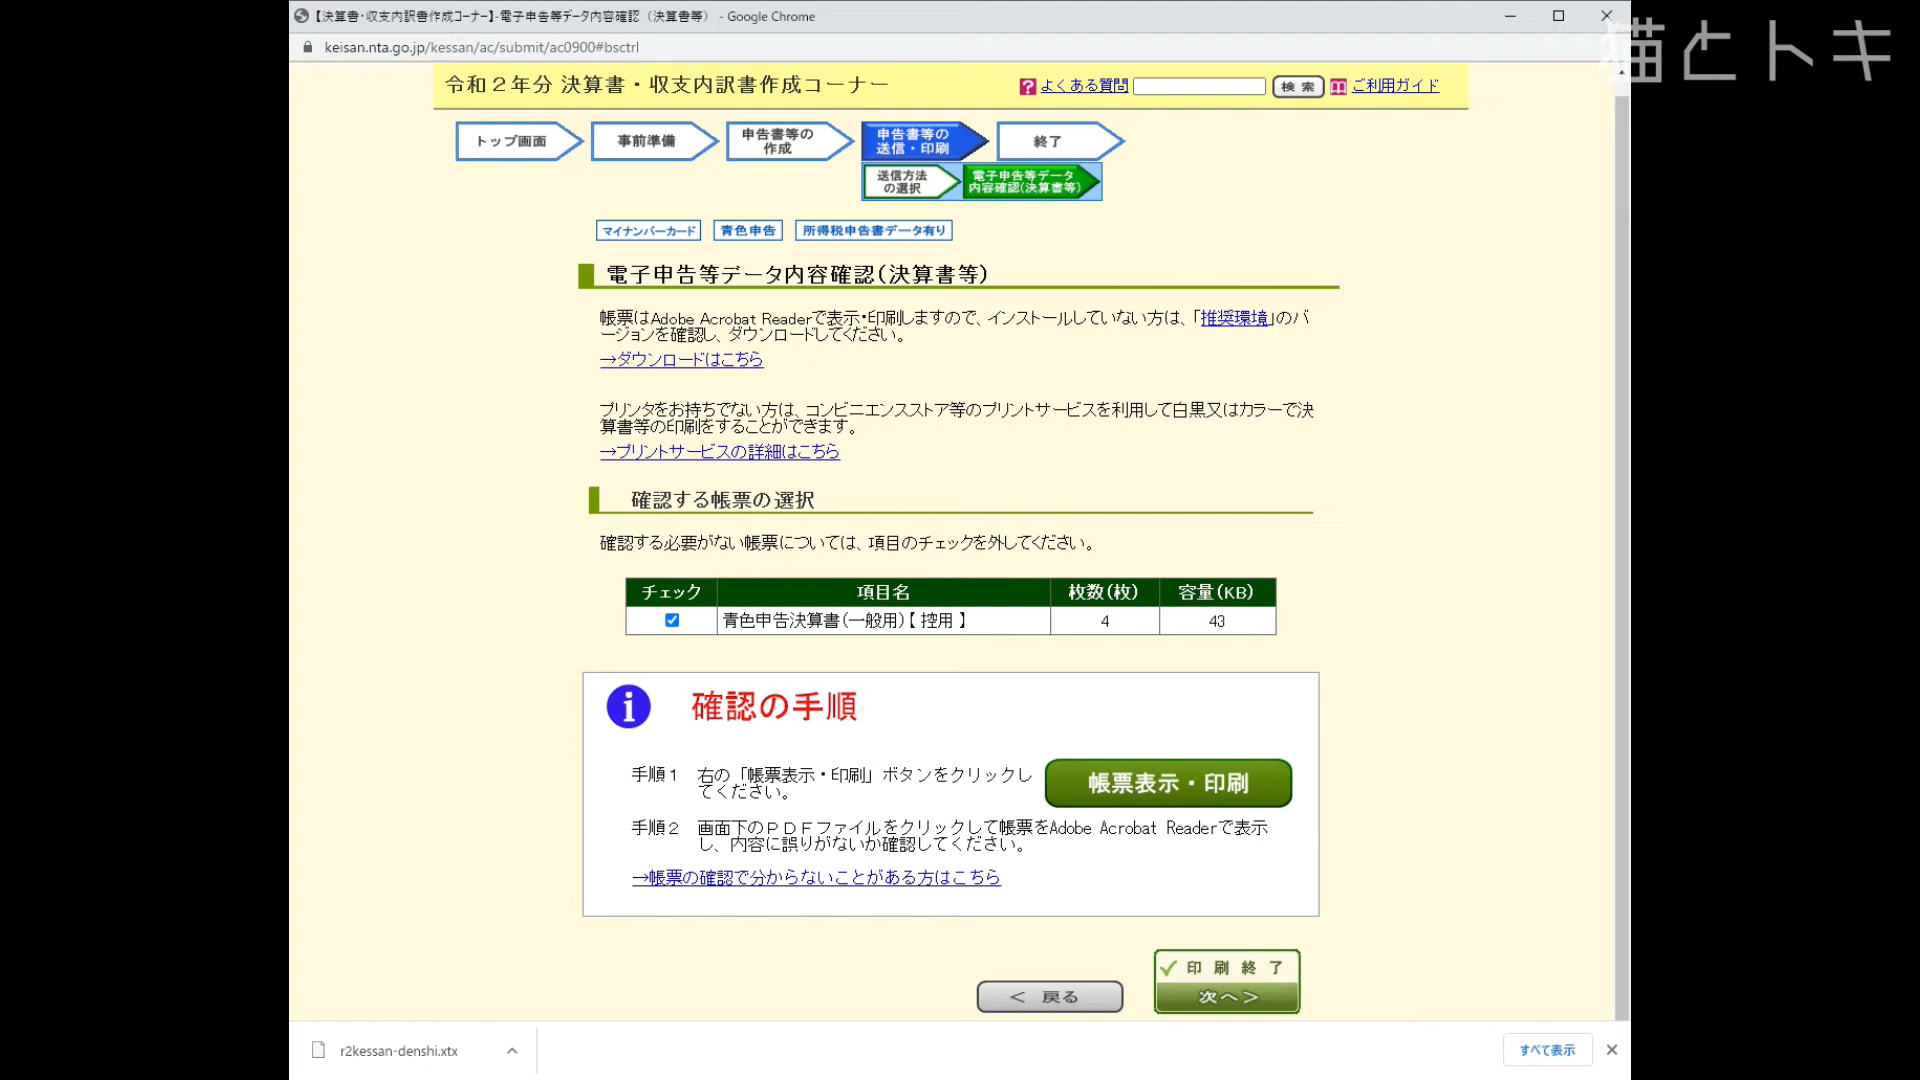 【決算書・収支内訳書作成コーナー】-電子申告等データ内容確認（決算書等） - Google Chrome
keisan.nta.go.jp/kessan/ac/submit/ac0900#bsctrl
猫とトキ
令和２年分 決算書・収支内訳書作成コーナー
よくある質問
検 索
ご利用ガイド
トップ画面
事前準備
申告書等の
作成
申告書等の
送信・印刷
終了
送信方法
の選択
電子申告等データ
内容確認(決算書等)
マイナンバーカード
青色申告
所得税申告書データ有り
電子申告等データ内容確認（決算書等）
帳票はAdobe Acrobat Readerで表示・印刷しますので、インストールしていない方は、「推奨環境」のバ
ージョンを確認し、ダウンロードしてください。
→ダウンロードはこちら
プリンタをお持ちでない方は、コンビニエンスストア等のプリントサービスを利用して白黒又はカラーで決
算書等の印刷をすることができます。
→プリントサービスの詳細はこちら
確認する帳票の選択
確認する必要がない帳票については、項目のチェックを外してください。
チェック 項目名 枚数（枚） 容量（KB）
青色申告決算書（一般用）【 控用 】 4 43
i 確認の手順
手順１ 右の「帳票表示・印刷」ボタンをクリックし
てください。
帳票表示・印刷
手順２ 画面下のＰＤＦファイルをクリックして帳票をAdobe Acrobat Readerで表示
し、内容に誤りがないか確認してください。
→帳票の確認で分からないことがある方はこちら
＜ 戻る
印 刷 終 了
次へ＞
r2kessan-denshi.xtx
すべて表示